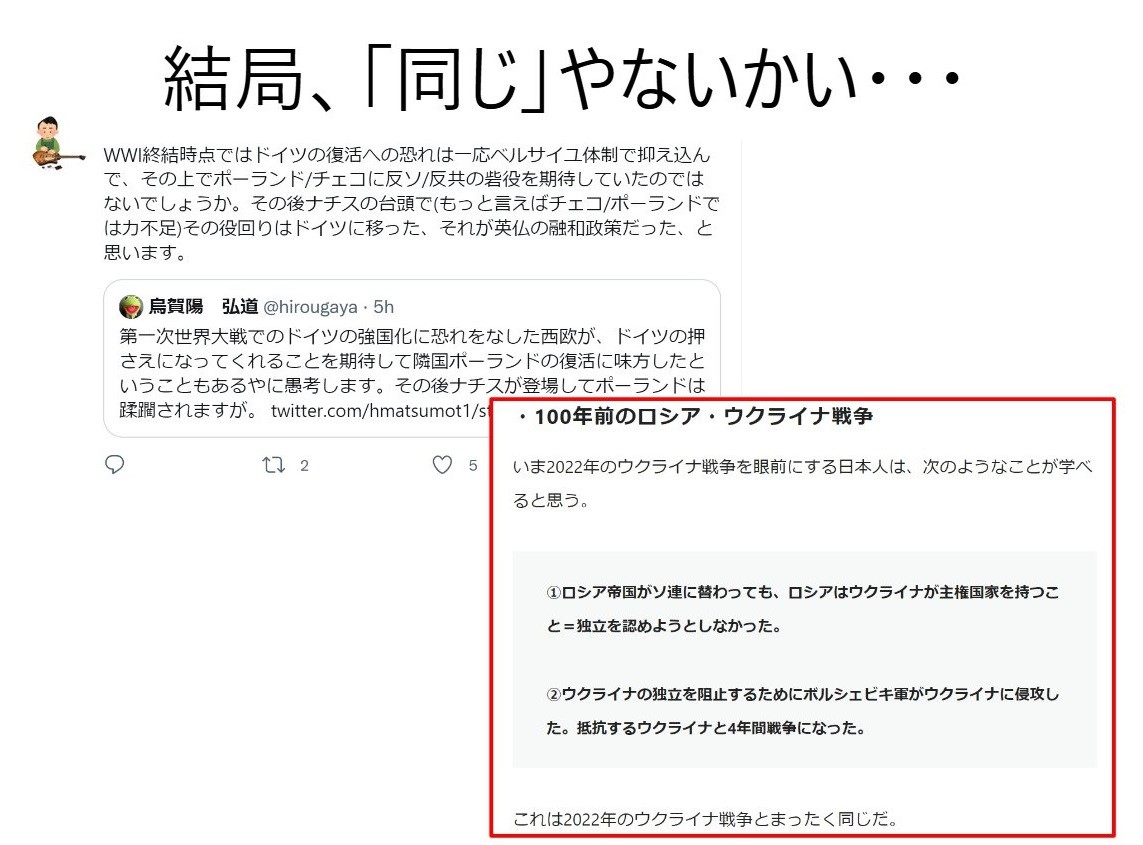 結局、「同じ」やないかい・・・
WWI終結時点ではドイツの復活への恐れは一応ベルサイユ体制で抑え込ん
で、その上でポーランド/チェコに反ソ/反共の砦役を期待していたのでは
ないでしょうか。その後ナチスの台頭で(もっと言えばチェコ/ポーランドで
は力不足)その役回りはドイツに移った、それが英仏の融和政策だった、と
思います。
烏賀陽　弘道 @hirougaya · 5h
第一次世界大戦でのドイツの強国化に恐れをなした西欧が、ドイツの押
さえになってくれることを期待して隣国ポーランドの復活に味方したと
いうこともあるやに愚考します。その後ナチスが登場してポーランドは
蹂躙されますが。 twitter.com/hmatsumot1/st
2
5
・100年前のロシア・ウクライナ戦争
いま2022年のウクライナ戦争を眼前にする日本人は、次のようなことが学べ
ると思う。
①ロシア帝国がソ連に替わっても、ロシアはウクライナが主権国家を持つこ
と＝独立を認めようとしなかった。
②ウクライナの独立を阻止するためにボルシェビキ軍がウクライナに侵攻し
た。抵抗するウクライナと4年間戦争になった。
これは2022年のウクライナ戦争とまったく同じだ。